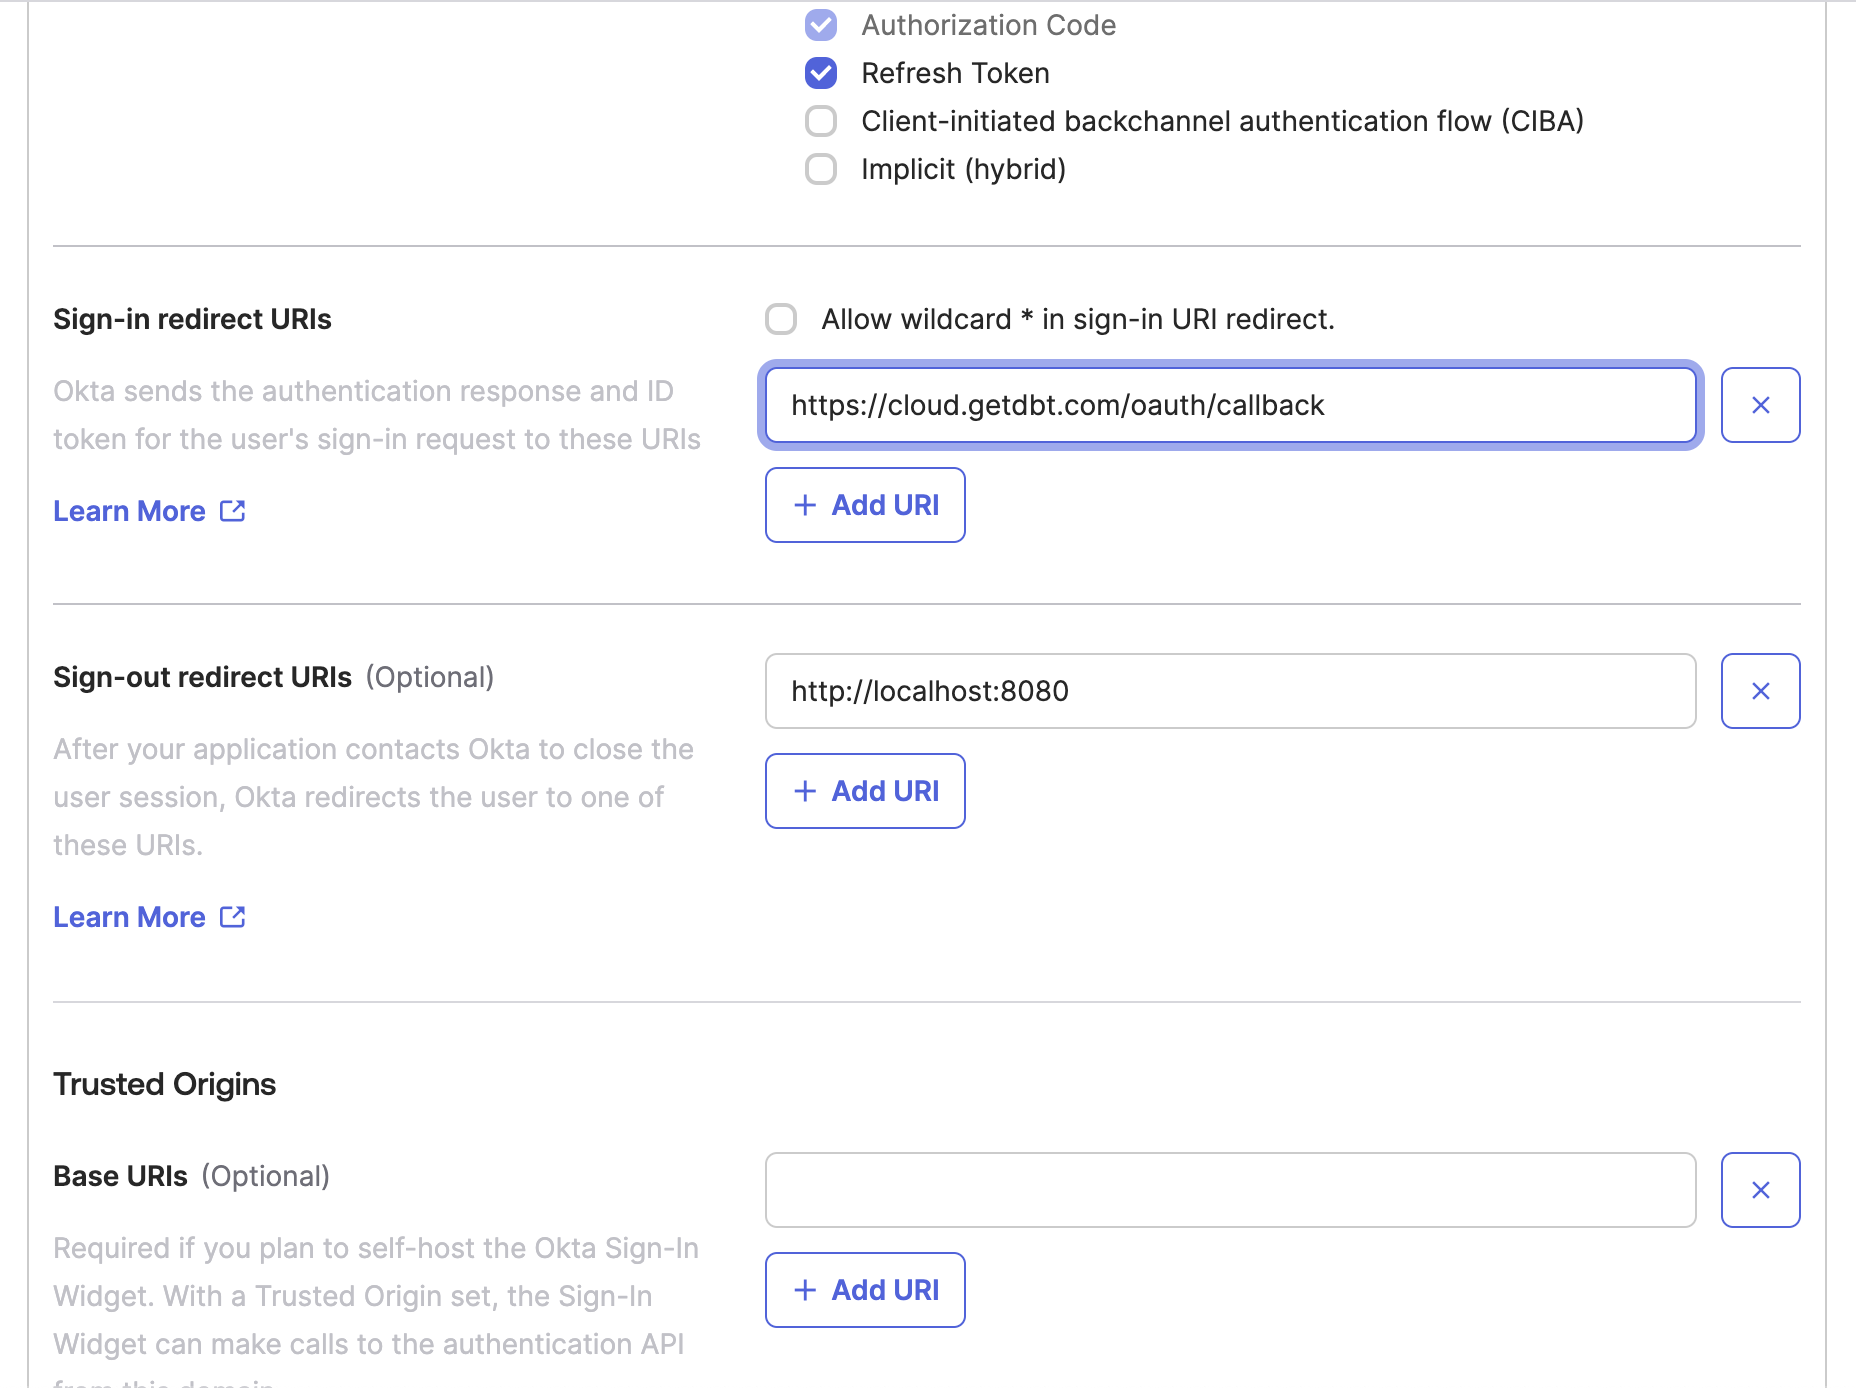 Authorization Code
Refresh Token
Client-initiated backchannel authentication flow (CIBA)
Implicit (hybrid)
Sign-in redirect URIs
Okta sends the authentication response and ID
token for the user's sign-in request to these URIs
Learn More
Allow wildcard * in sign-in URI redirect.
https://cloud.getdbt.com/oauth/callback
+ Add URI
Sign-out redirect URIs (Optional)
After your application contacts Okta to close the
user session, Okta redirects the user to one of
these URIs.
Learn More
http://localhost:8080
+ Add URI
Trusted Origins
Base URIs (Optional)
Required if you plan to self-host the Okta Sign-In
Widget. With a Trusted Origin set, the Sign-In
Widget can make calls to the authentication API
from this domain
+ Add URI